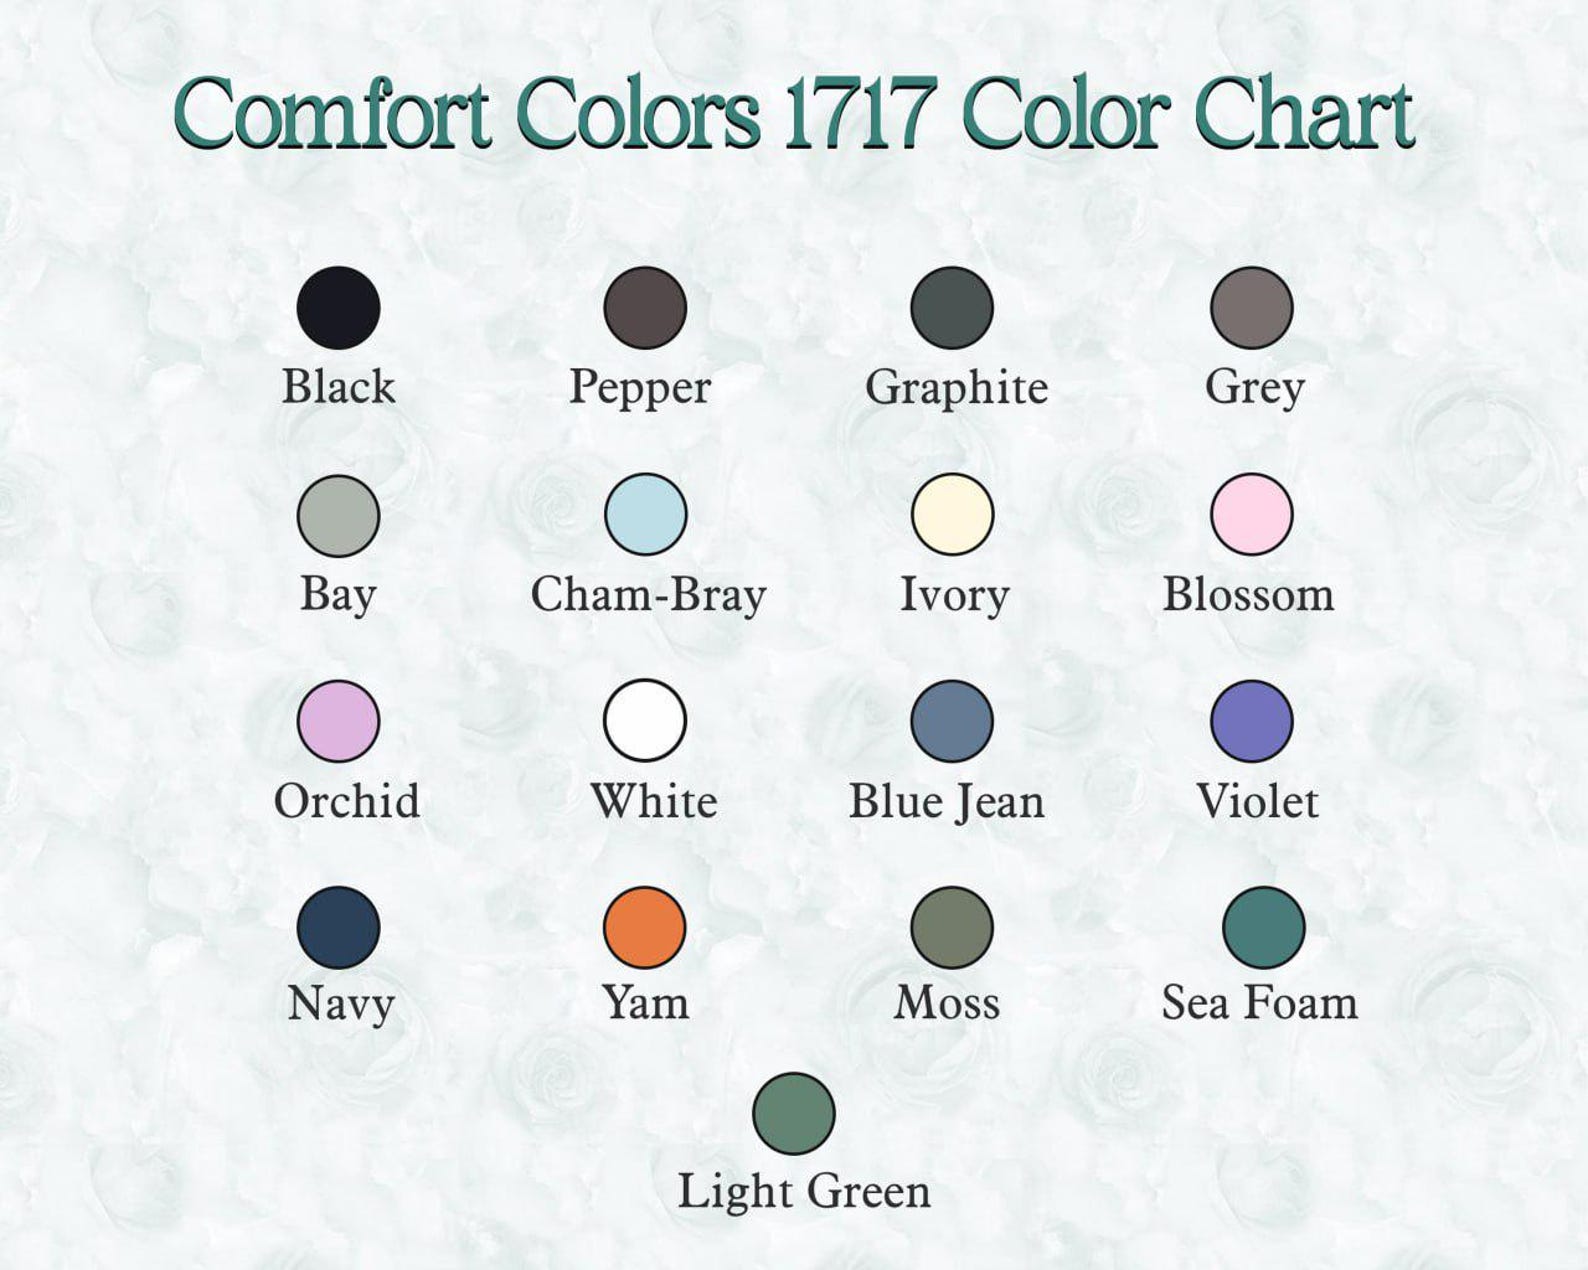 Comfort Colors 1717 Color Chart
Black
Pepper
Graphite
Grey
Bay
Cham-Bray
Ivory
Blossom
Orchid
White
Blue Jean
Violet
Navy
Yam
Moss
Sea Foam
Light Green